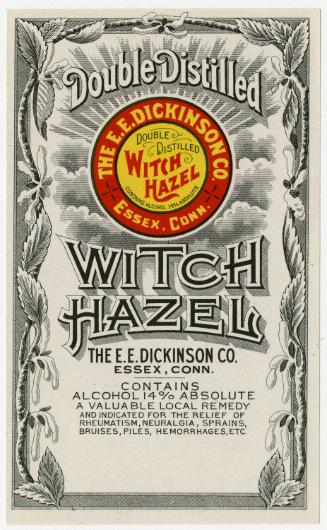 Double Distilled
THE E.E. DICKINSON CO
DOUBLE
DISTILLED
WITCH
HAZEL
CONTAINS ALCOHOL 14% ABSOLUTE
ESSEX, CONN.
WITCH
HAZEL
THE E.E. DICKINSON CO.
ESSEX, CONN.
CONTAINS
ALCOHOL 14% ABSOLUTE
A VALUABLE LOCAL REMEDY
AND INDICATED FOR THE RELIEF OF
RHEUMATISM, NEURALGIA, SPRAINS,
BRUISES, PILES, HEMORRHAGES, ETC.